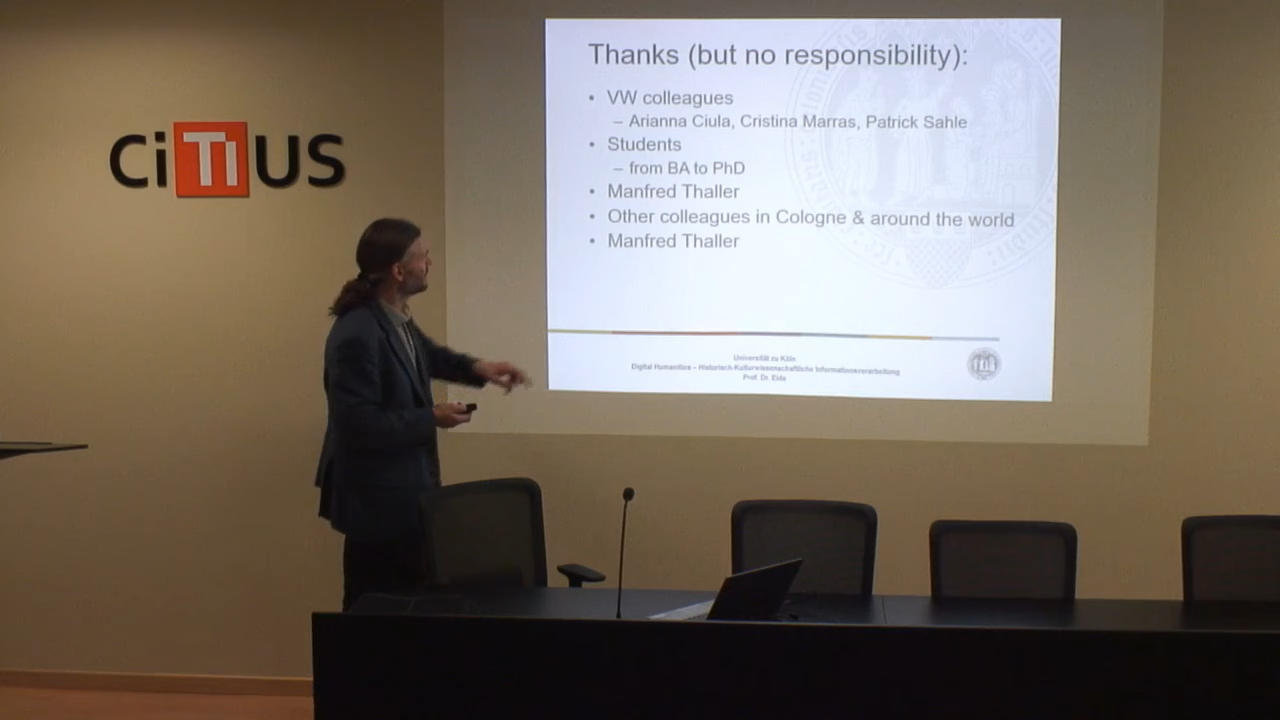 CiTIUS
Thanks (but no responsibility):
• VW colleagues
– Arianna Ciula, Cristina Marras, Patrick Sahle
• Students
– from BA to PhD
• Manfred Thaller
• Other colleagues in Cologne & around the world
• Manfred Thaller
Universität zu Köln
Digital Humanities – Historisch-Kulturwissenschaftliche Informationsverarbeitung
Prof. Dr. Eide